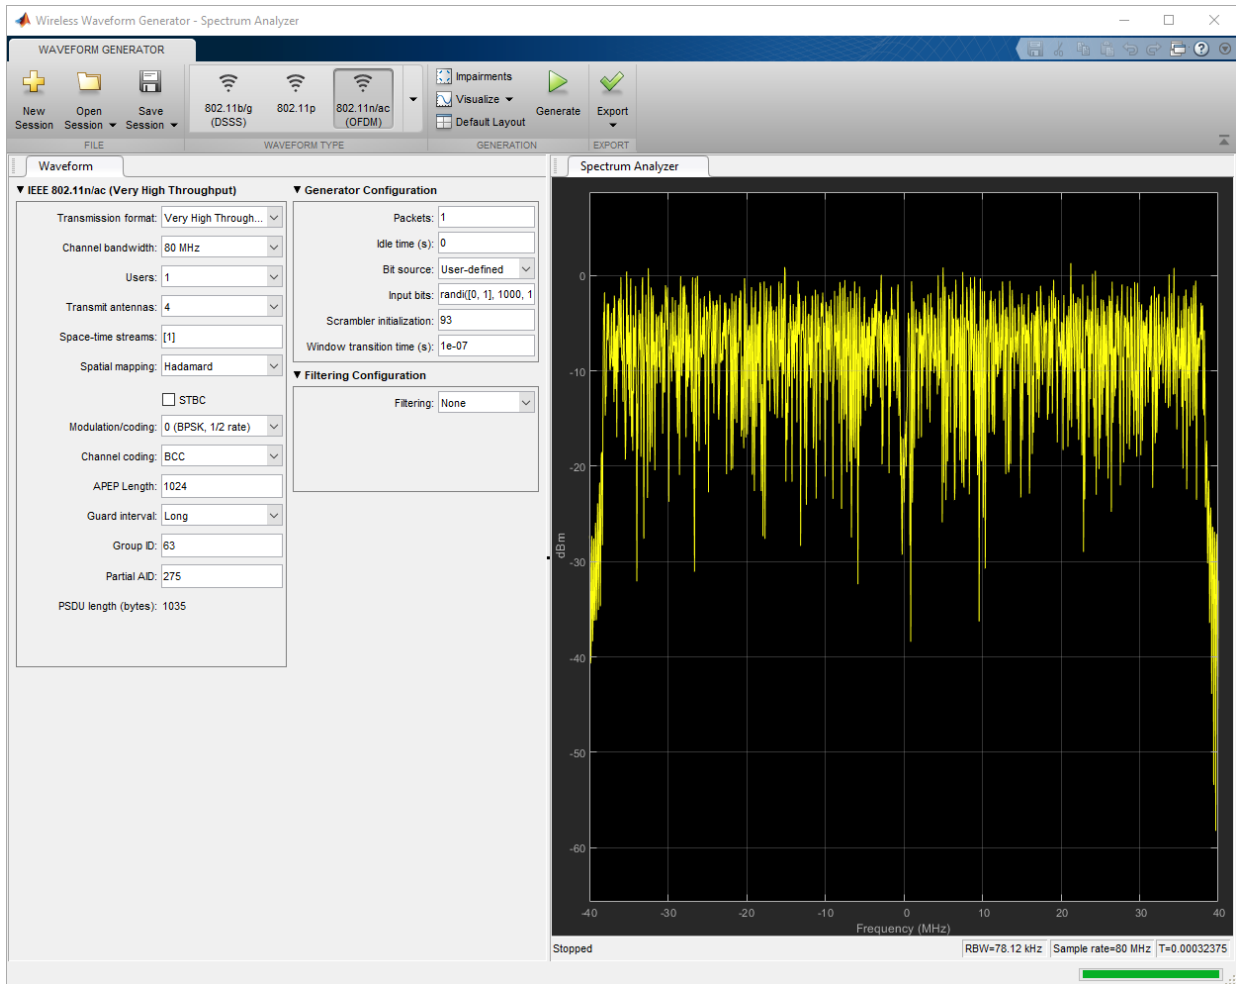 Wireless Waveform Generator - Spectrum Analyzer
WAVEFORM GENERATOR
New Session
Open Session
Save Session
FILE
802.11b/g (DSSS)
802.11p
802.11n/ac (OFDM)
WAVEFORM TYPE
Impairments
Visualize
Default Layout
Generate
GENERATION
Export
EXPORT
Waveform
IEEE 802.11n/ac (Very High Throughput)
Transmission format: Very High Through...
Channel bandwidth: 80 MHz
Users: 1
Transmit antennas: 4
Space-time streams: [1]
Spatial mapping: Hadamard
STBC
Modulation/coding: 0 (BPSK, 1/2 rate)
Channel coding: BCC
APEP Length: 1024
Guard interval: Long
Group ID: 63
Partial AID: 275
PSDU length (bytes): 1035
Generator Configuration
Packets: 1
Idle time (s): 0
Bit source: User-defined
Input bits: randi([0, 1], 1000, 1
Scrambler initialization: 93
Window transition time (s): 1e-07
Filtering Configuration
Filtering: None
Spectrum Analyzer
0
-10
-20
-30
-40
-50
-60
dBm
-40 -30 -20 -10 0 10 20 30 40
Frequency (MHz)
Stopped
RBW=78.12 kHz Sample rate=80 MHz T=0.00032375